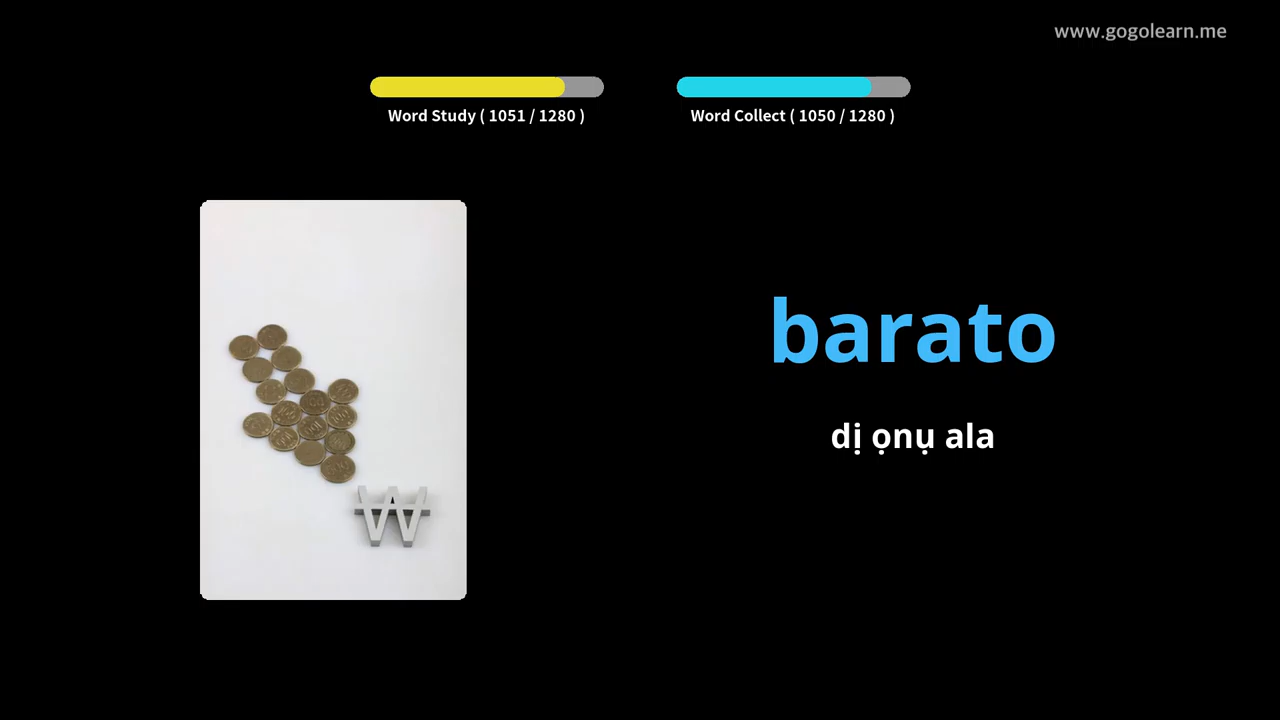 www.gogolearn.me
Word Study ( 1051 / 1280 )
Word Collect ( 1050 / 1280 )
barato
dị ọnụ ala
₩